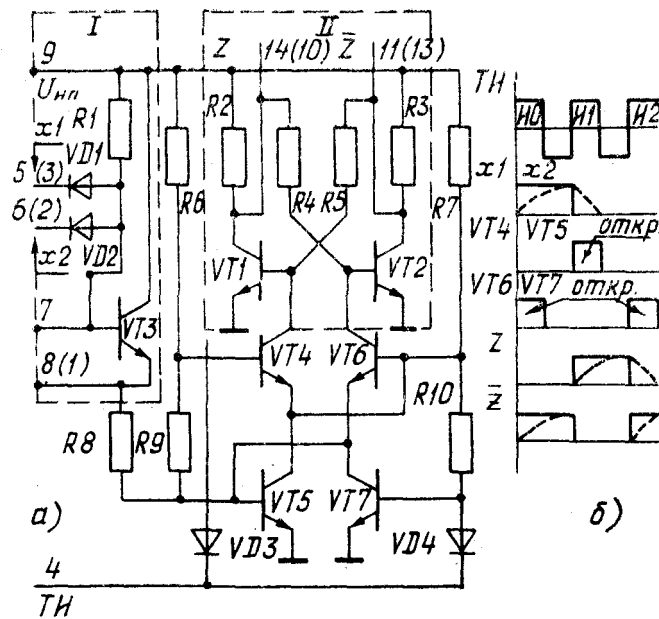 I
II
9
Z
14(10)
Z̅
11(13)
Uнп
R1
R2
R3
x1
VD1
5(3)
6(2)
VD2
x2
R6
R4
R5
R7
VT1
VT2
7
VT3
8(1)
VT4
VT6
R10
R8
R9
VT5
VT7
а)
VD3
VD4
4
ТИ
ТИ
И0
И1
И2
x1
x2
VT4
VT5
откр.
VT6
VT7
откр.
Z
Z̅
б)